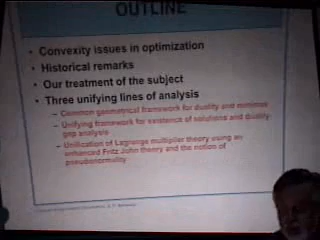 OUTLINE
• Convexity issues in optimization
• Historical remarks
• Our treatment of the subject
• Three unifying lines of analysis
– Common geometrical framework for duality and minimax
– Unifying framework for existence of solutions and duality
gap analysis
– Unification of Lagrange multiplier theory using an
enhanced Fritz John theory and the notion of
pseudonormality